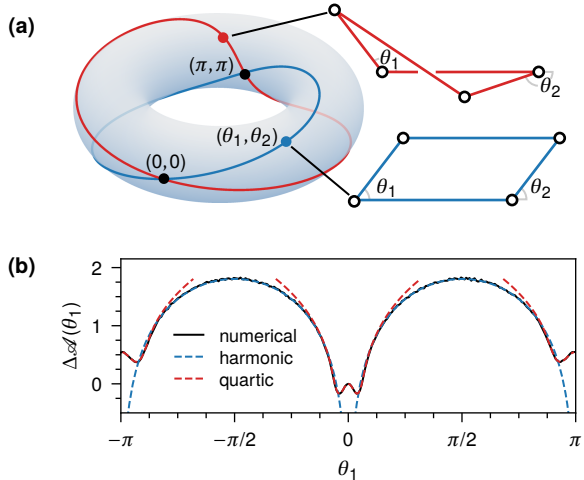 (a)
θ₁
θ₂
(π, π)
(θ₁, θ₂)
(0, 0)
θ₁
θ₂
(b)
2
1
0
Δ𝒜(θ₁)
numerical
harmonic
quartic
−π
−π/2
0
π/2
π
θ₁